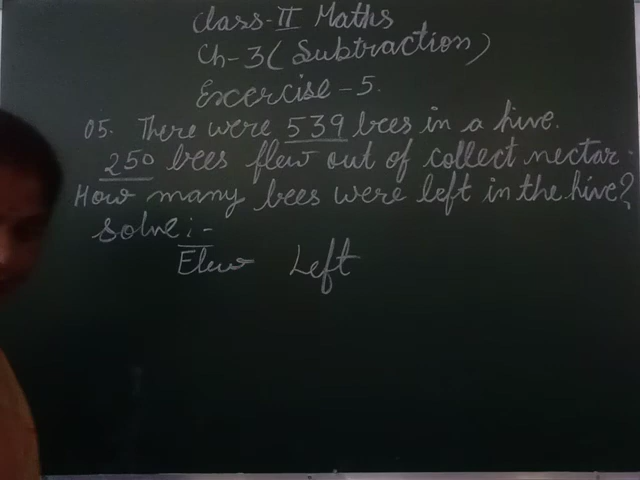 Class-II Maths
Ch-3 (Subtraction)
Excercise-5.
05. There were 539 bees in a hive.
250 bees flew out of collect nectar.
How many bees were left in the hive?
Solve:-
Flew Left